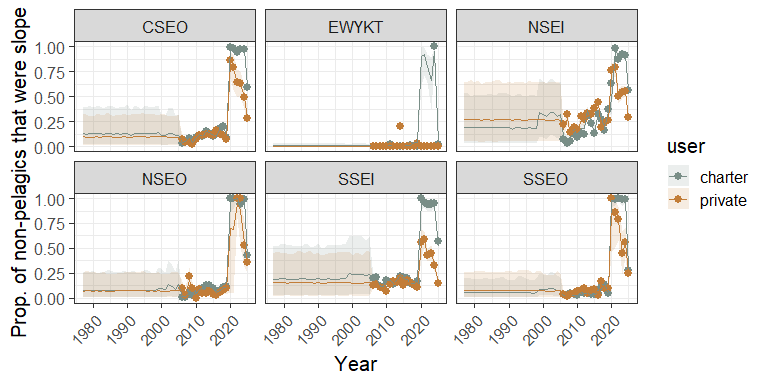 Prop. of non-pelagics that were slope
CSEO EWYKT NSEI
1.00
0.75
0.50
0.25
0.00
NSEO SSEI SSEO
1.00
0.75
0.50
0.25
0.00
1980 1990 2000 2010 2020 1980 1990 2000 2010 2020 1980 1990 2000 2010 2020
Year
user
charter
private